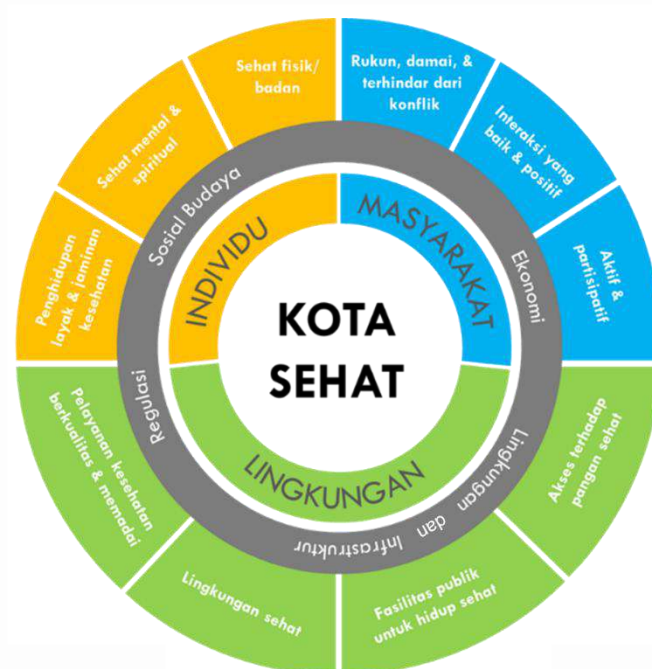 KOTA
SEHAT
INDIVIDU
MASYARAKAT
LINGKUNGAN
Sosial Budaya
Ekonomi
Lingkungan dan Infrastruktur
Regulasi
Sehat fisik/
badan
Rukun, damai, &
terhindar dari
konflik
Interaksi yang
baik & positif
Aktif &
partisipatif
Akses terhadap
pangan sehat
Fasilitas publik
untuk hidup sehat
Lingkungan sehat
Pelayanan kesehatan
berkualitas & memadai
Penghidupan
layak & jaminan
kesehatan
Sehat mental &
spiritual